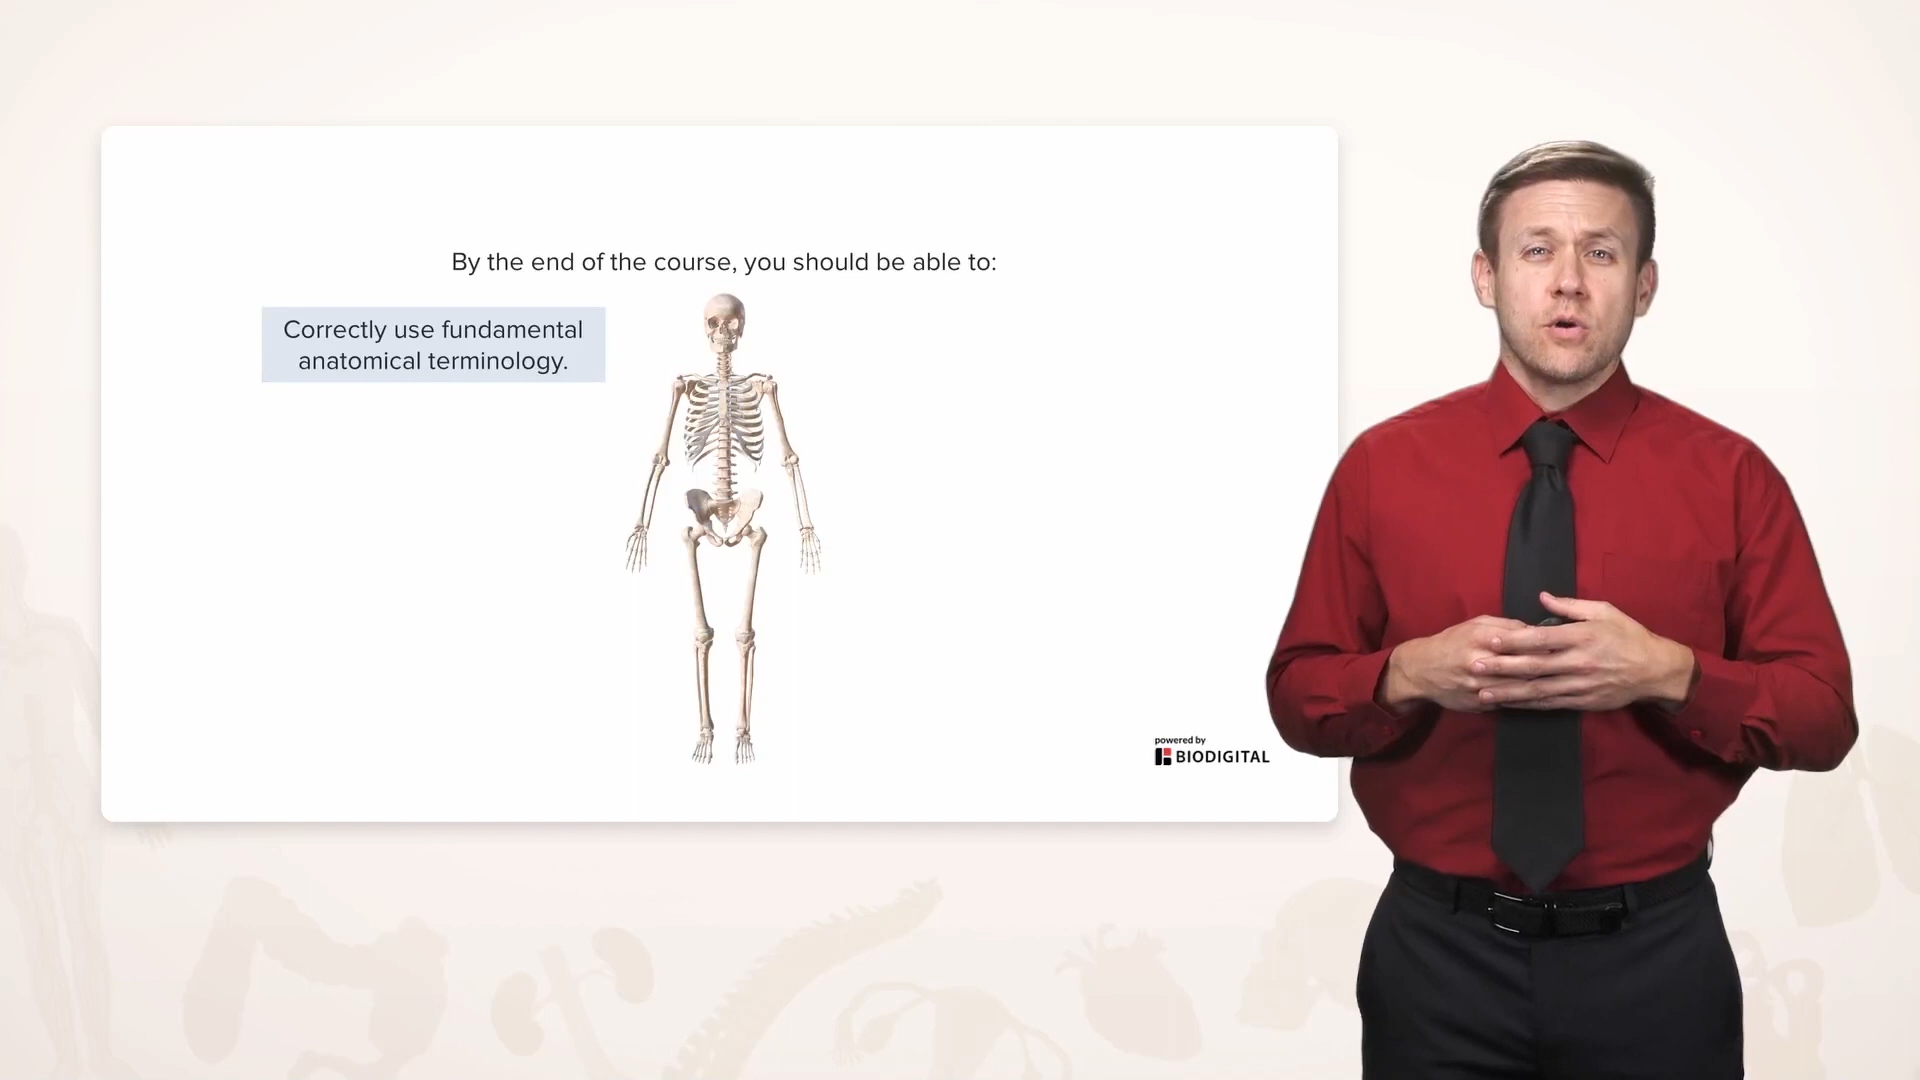 By the end of the course, you should be able to:
Correctly use fundamental
anatomical terminology.
powered by
BIODIGITAL